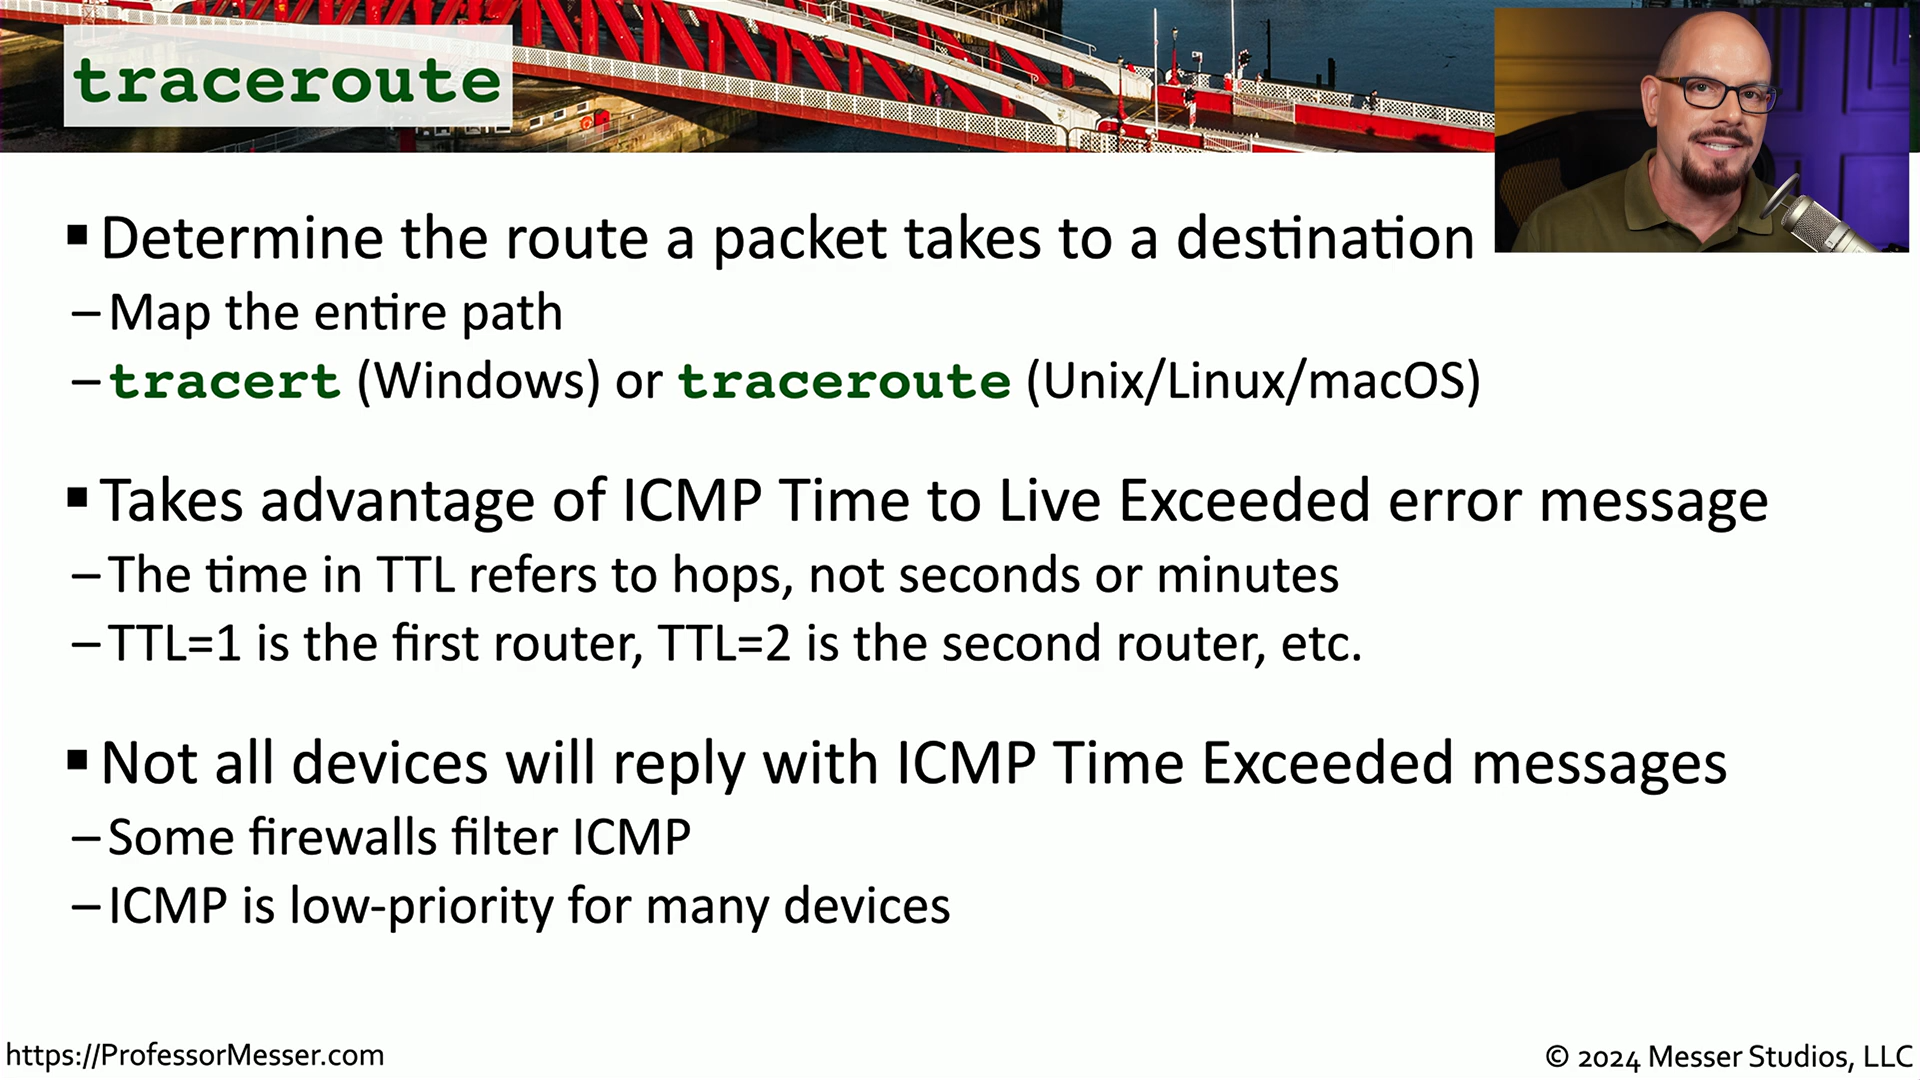 traceroute
▪ Determine the route a packet takes to a destination
– Map the entire path
– tracert (Windows) or traceroute (Unix/Linux/macOS)
▪ Takes advantage of ICMP Time to Live Exceeded error message
– The time in TTL refers to hops, not seconds or minutes
– TTL=1 is the first router, TTL=2 is the second router, etc.
▪ Not all devices will reply with ICMP Time Exceeded messages
– Some firewalls filter ICMP
– ICMP is low-priority for many devices
https://ProfessorMesser.com
© 2024 Messer Studios, LLC